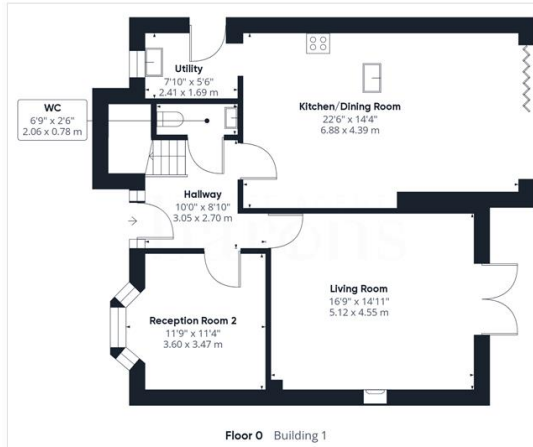 Utility
7'10" x 5'6"
2.41 x 1.69 m
WC
6'9" x 2'6"
2.06 x 0.78 m
Kitchen/Dining Room
22'6" x 14'4"
6.88 x 4.39 m
Hallway
10'0" x 8'10"
3.05 x 2.70 m
Living Room
16'9" x 14'11"
5.12 x 4.55 m
Reception Room 2
11'9" x 11'4"
3.60 x 3.47 m
Floor 0 Building 1